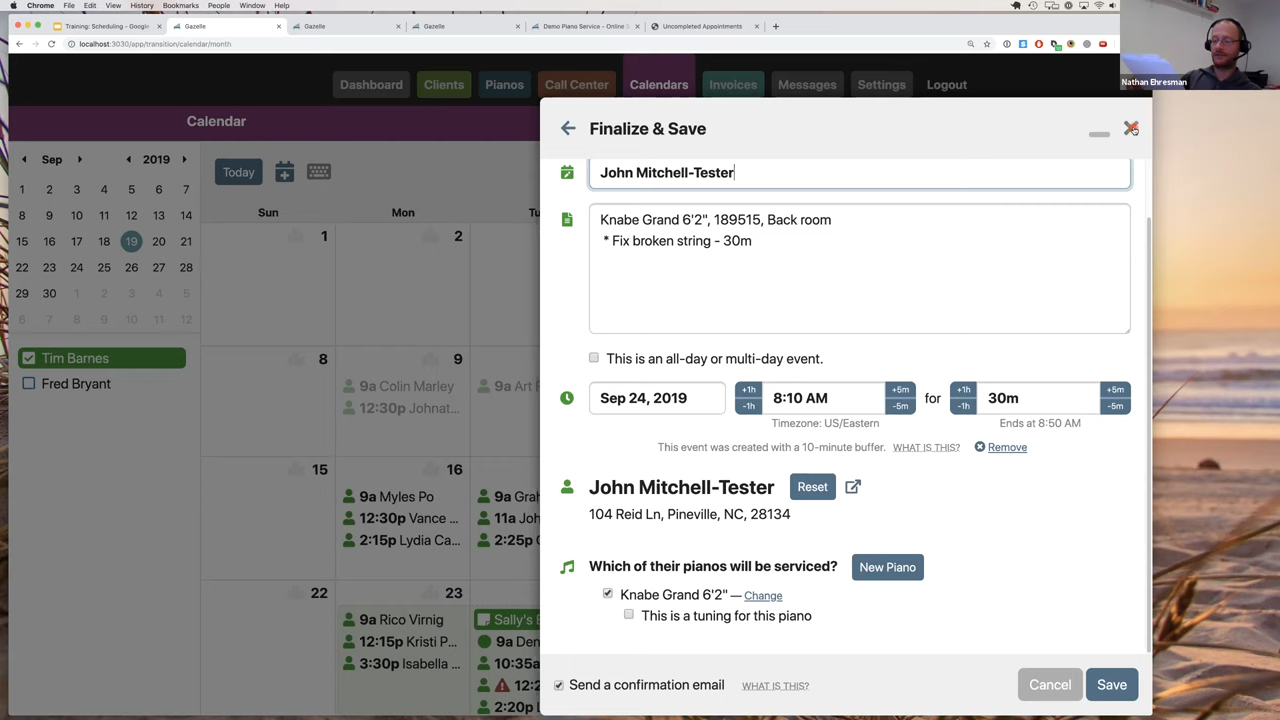 Chrome File Edit View History Bookmarks People Window Help
Training: Scheduling - Google
Gazelle
Gazelle
Gazelle
Demo Piano Service - Online S
Uncompleted Appointments
localhost:3030/app/transition/calendar/month
Nathan Ehresman
Dashboard Clients Pianos Call Center Calendars Invoices Messages Settings Logout
Calendar
Sep 2019
1 2 3 4 5 6 7
8 9 10 11 12 13 14
15 16 17 18 19 20 21
22 23 24 25 26 27 28
29 30 1 2 3 4 5
6 7 8 9 10 11 12
Tim Barnes
Fred Bryant
Today
Sun Mon Tu
1 2
8 9
9a Colin Marley 9a Art
12:30p Johnat...
15 16
9a Myles Po 9a Gra
12:30p Vance ... 11a Joh
2:15p Lydia Ca... 2:25p
22 23
9a Rico Virnig Sally's
12:15p Kristi P... 9a Den
3:30p Isabella ... 10:35a
12:2
2:20p
Finalize & Save
John Mitchell-Tester
Knabe Grand 6'2", 189515, Back room
* Fix broken string - 30m
This is an all-day or multi-day event.
Sep 24, 2019 +1h -1h 8:10 AM +5m -5m for +1h -1h 30m +5m -5m
Timezone: US/Eastern Ends at 8:50 AM
This event was created with a 10-minute buffer. WHAT IS THIS? Remove
John Mitchell-Tester Reset
104 Reid Ln, Pineville, NC, 28134
Which of their pianos will be serviced? New Piano
Knabe Grand 6'2" — Change
This is a tuning for this piano
Send a confirmation email WHAT IS THIS? Cancel Save